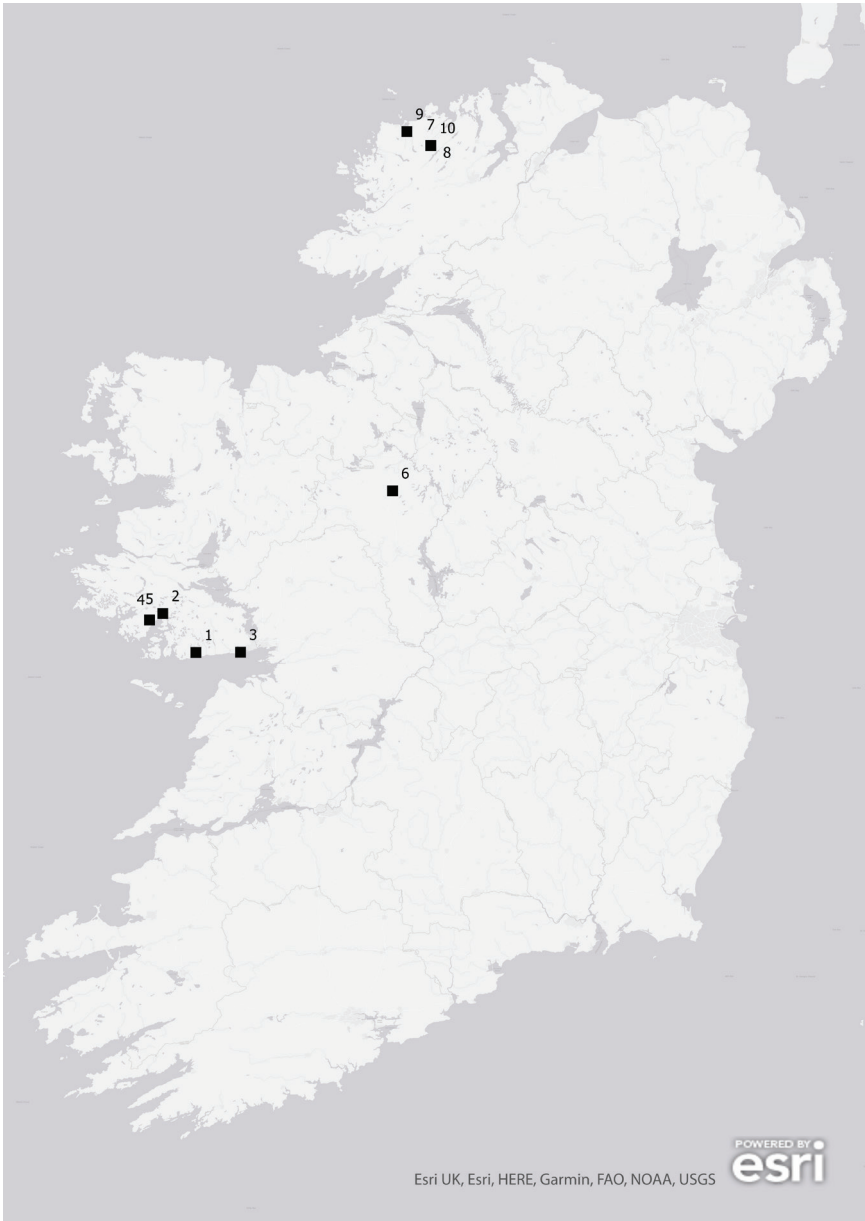 9
7 10
8
6
45 2
1 3
POWERED BY
esri
Esri UK, Esri, HERE, Garmin, FAO, NOAA, USGS